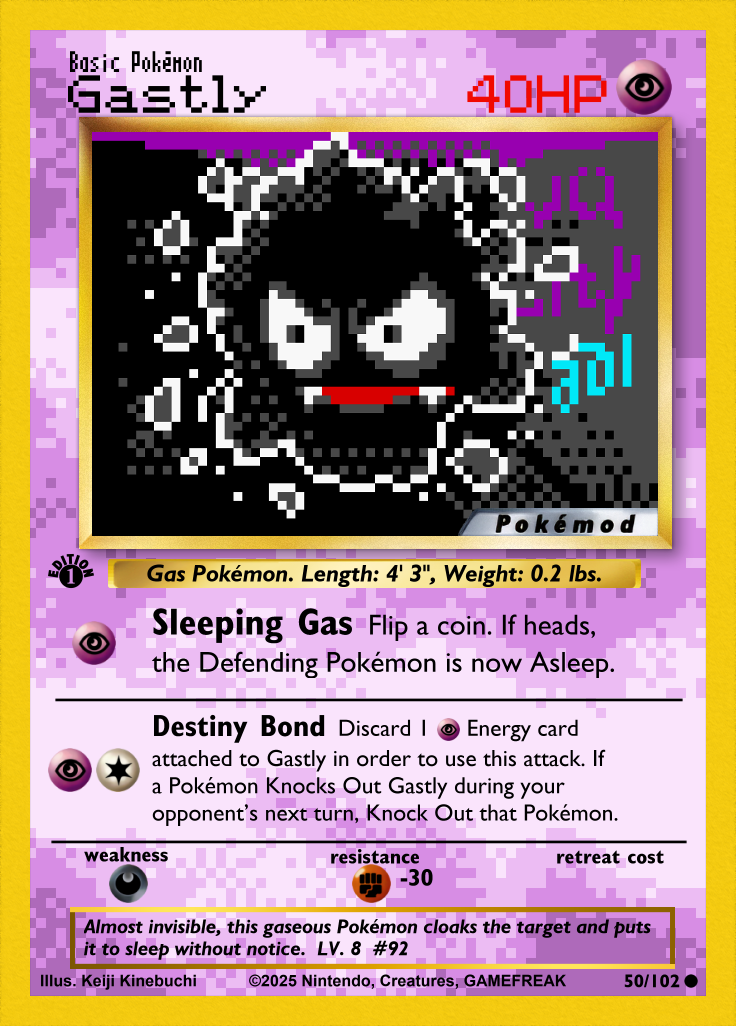 Basic Pokémon
Gastly 40HP
Pokémod
EDITION 1
Gas Pokémon. Length: 4' 3", Weight: 0.2 lbs.
Sleeping Gas Flip a coin. If heads,
the Defending Pokémon is now Asleep.
Destiny Bond Discard 1 Energy card
attached to Gastly in order to use this attack. If
a Pokémon Knocks Out Gastly during your
opponent's next turn, Knock Out that Pokémon.
weakness resistance retreat cost
-30
Almost invisible, this gaseous Pokémon cloaks the target and puts
it to sleep without notice. LV. 8 #92
Illus. Keiji Kinebuchi ©2025 Nintendo, Creatures, GAMEFREAK 50/102